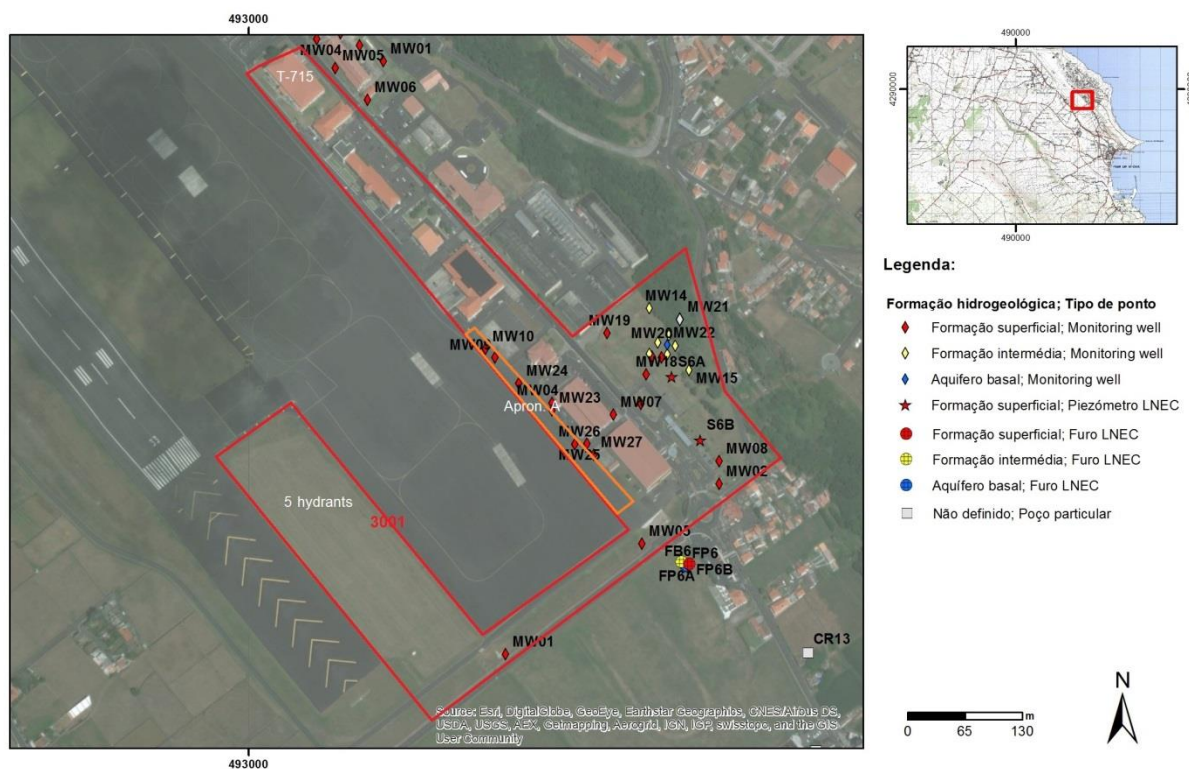 493000
MW04
MW05
MW01
T-715
MW06
MW14
MW21
MW19
MW20
MW22
MW10
MW18
S6A
MW15
MW24
MW04
MW23
Apron. A
MW07
MW26
MW27
MW25
S6B
MW08
MW02
5 hydrants
3001
FB6
FP6
FP6A
FP6B
MW01
CR13
Source: Esri, DigitalGlobe, GeoEye, Earthstar Geographics, CNES/Airbus DS,
USDA, USGS, AEX, Getmapping, Aerogrid, IGN, IGP, swisstopo, and the GIS
User Community
493000
490000
4290000
490000
Legenda:
Formação hidrogeológica; Tipo de ponto
Formação superficial; Monitoring well
Formação intermédia; Monitoring well
Aquifero basal; Monitoring well
Formação superficial; Piezómetro LNEC
Formação superficial; Furo LNEC
Formação intermédia; Furo LNEC
Aquífero basal; Furo LNEC
Não definido; Poço particular
N
m
0 65 130